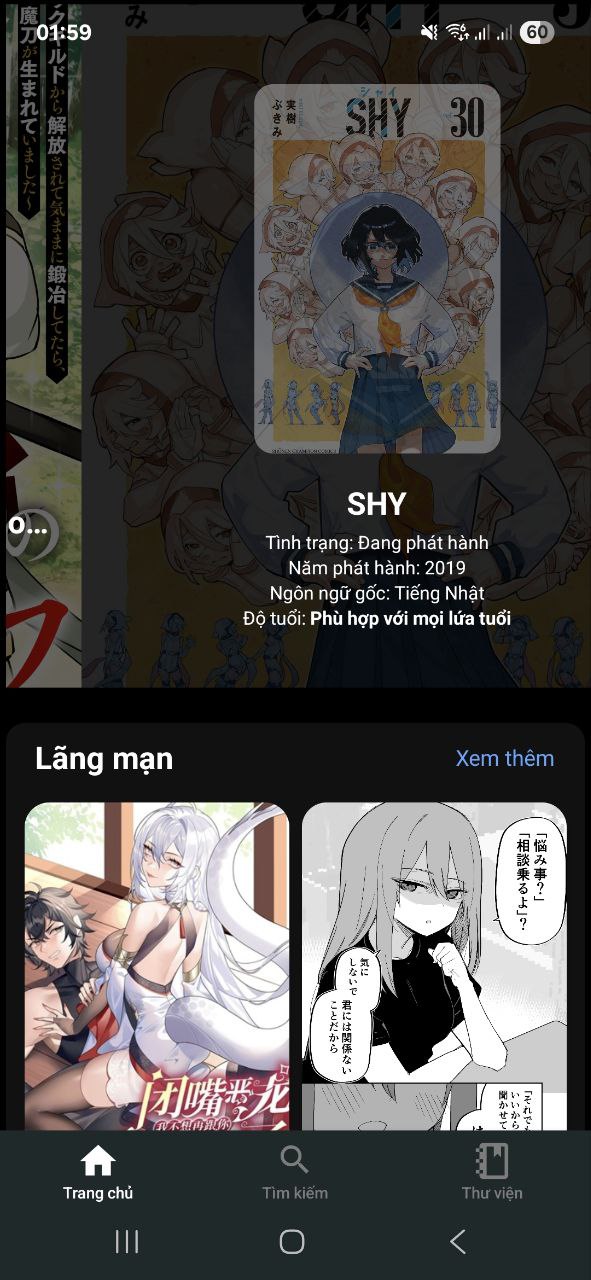 01:59
60
クギルドから解放されて気ままに鍛冶してたら、
魔刀が生まれていました〜
み
シャイ
SHY
30
実樹
ぶきみ
SHONEN CHAMPION COMICS
o...
の
SHY
Tình trạng: Đang phát hành
Năm phát hành: 2019
Ngôn ngữ gốc: Tiếng Nhật
Độ tuổi: Phù hợp với mọi lứa tuổi
Lãng mạn
Xem thêm
闭嘴恶龙
我不想再跟你
「悩み事？」
「相談乗るよ」？
気に
しないで
君には関係ない
ことだから
「それでも
いいから
聞かせて
Trang chủ
Tìm kiếm
Thư viện